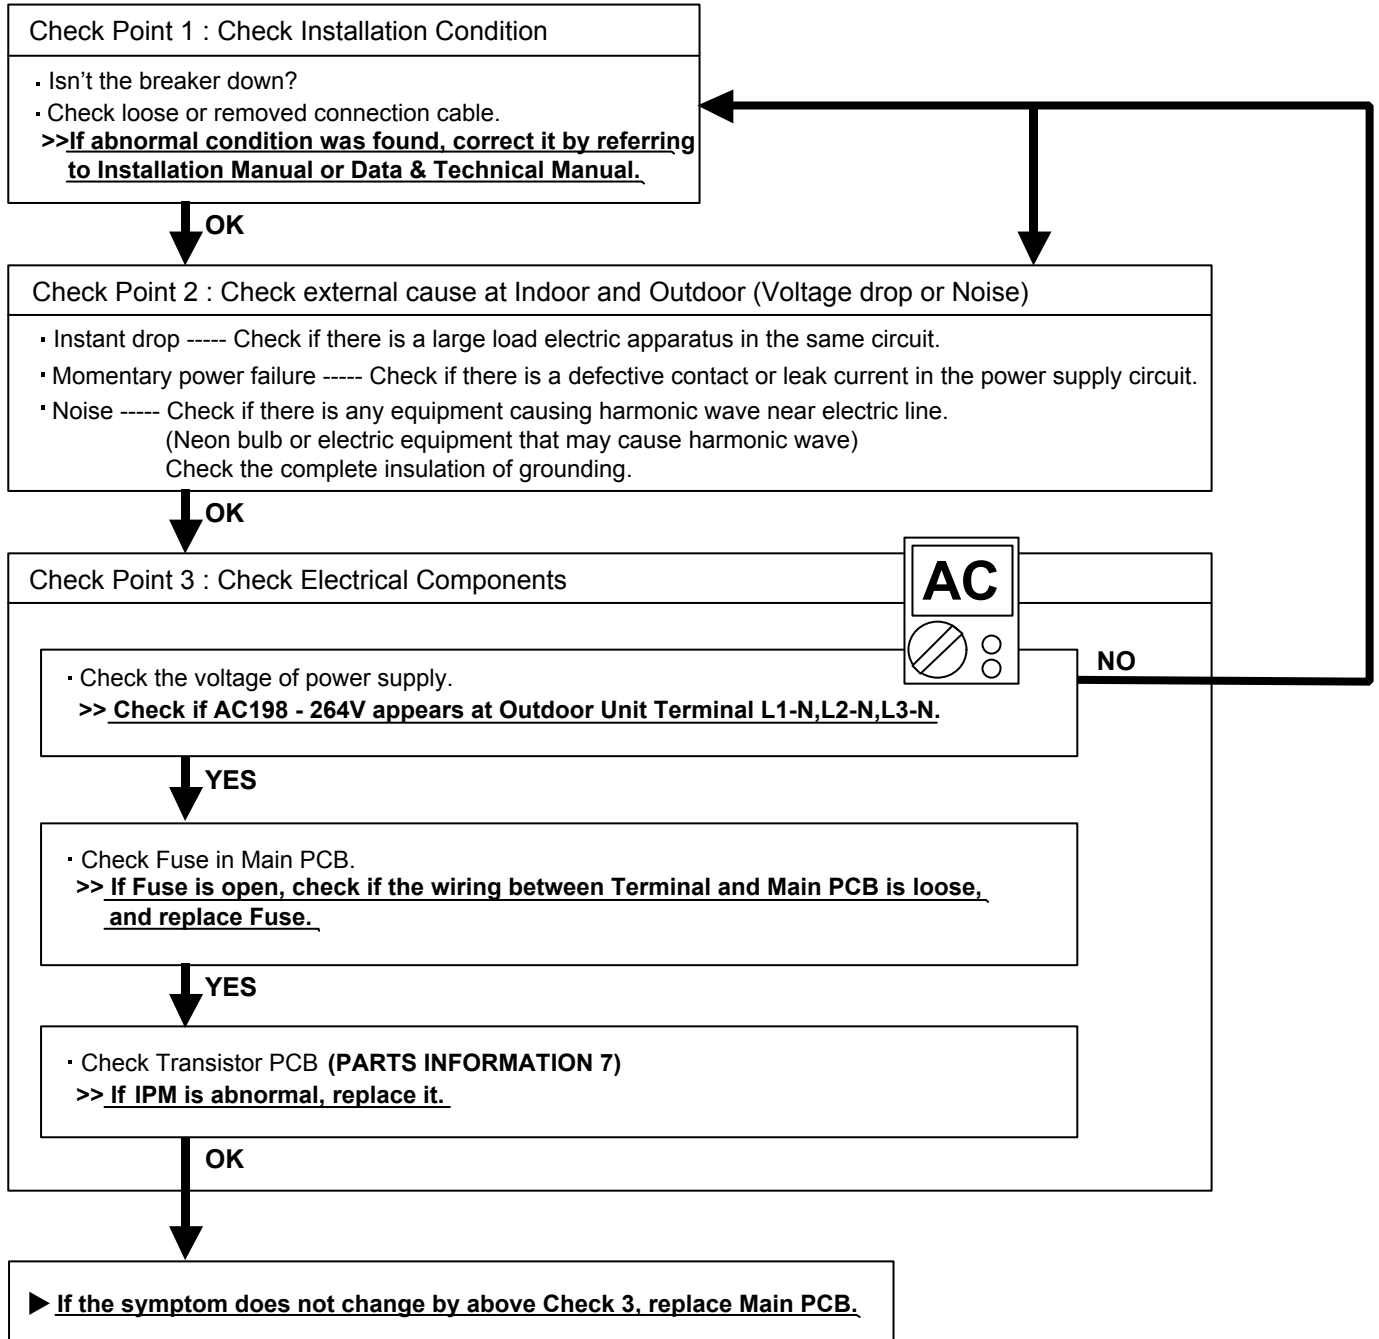 Check Point 1 : Check Installation Condition
· Isn't the breaker down?
· Check loose or removed connection cable.
>>If abnormal condition was found, correct it by referring
to Installation Manual or Data & Technical Manual.
OK
Check Point 2 : Check external cause at Indoor and Outdoor (Voltage drop or Noise)
· Instant drop ----- Check if there is a large load electric apparatus in the same circuit.
· Momentary power failure ----- Check if there is a defective contact or leak current in the power supply circuit.
· Noise ----- Check if there is any equipment causing harmonic wave near electric line.
(Neon bulb or electric equipment that may cause harmonic wave)
Check the complete insulation of grounding.
OK
Check Point 3 : Check Electrical Components
AC
· Check the voltage of power supply.
>> Check if AC198 - 264V appears at Outdoor Unit Terminal L1-N,L2-N,L3-N.
NO
YES
· Check Fuse in Main PCB.
>> If Fuse is open, check if the wiring between Terminal and Main PCB is loose,
and replace Fuse.
YES
· Check Transistor PCB (PARTS INFORMATION 7)
>> If IPM is abnormal, replace it.
OK
▶ If the symptom does not change by above Check 3, replace Main PCB.